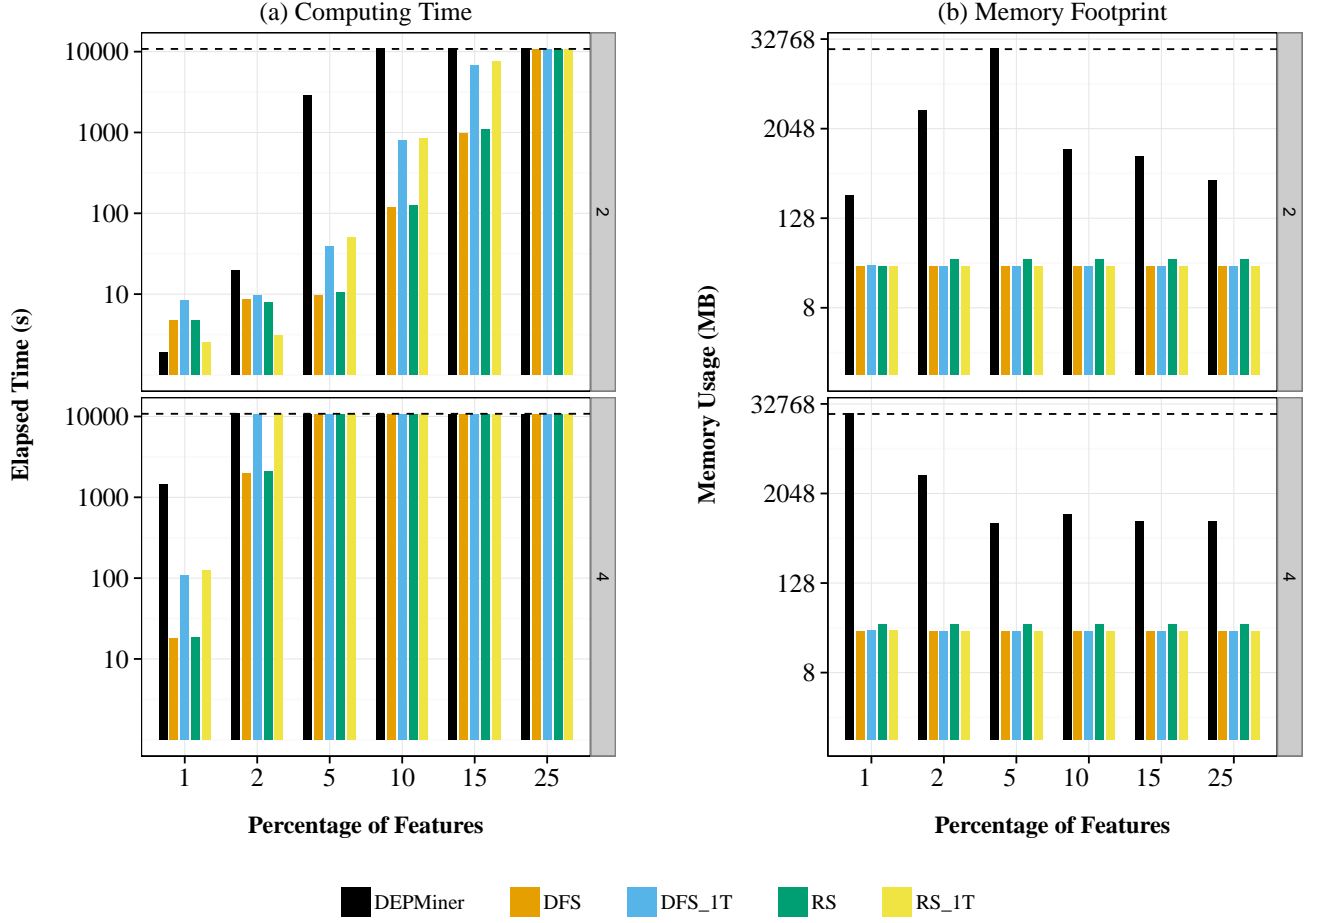 (a) Computing Time
(b) Memory Footprint
Elapsed Time (s)
10000
1000
100
10
2
10000
1000
100
10
4
1 2 5 10 15 25
Percentage of Features
Memory Usage (MB)
32768
2048
128
8
2
32768
2048
128
8
4
1 2 5 10 15 25
Percentage of Features
DEPMiner DFS DFS_1T RS RS_1T